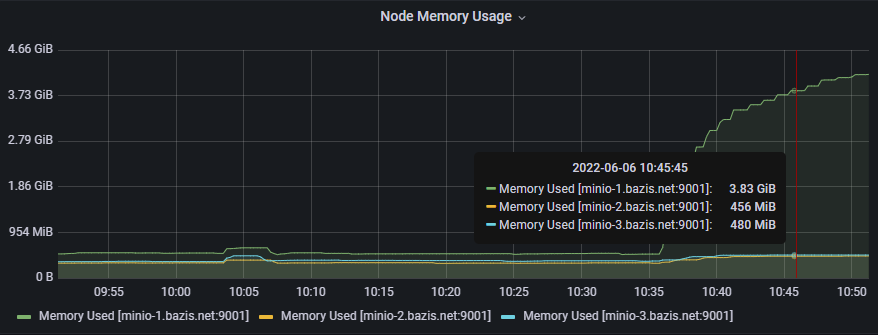 Node Memory Usage
4.66 GiB
3.73 GiB
2.79 GiB
1.86 GiB
954 MiB
0 B
2022-06-06 10:45:45
Memory Used [minio-1.bazis.net:9001]: 3.83 GiB
Memory Used [minio-2.bazis.net:9001]: 456 MiB
Memory Used [minio-3.bazis.net:9001]: 480 MiB
09:55 10:00 10:05 10:10 10:15 10:20 10:25 10:30 10:35 10:40 10:45 10:50
Memory Used [minio-1.bazis.net:9001] Memory Used [minio-2.bazis.net:9001] Memory Used [minio-3.bazis.net:9001]